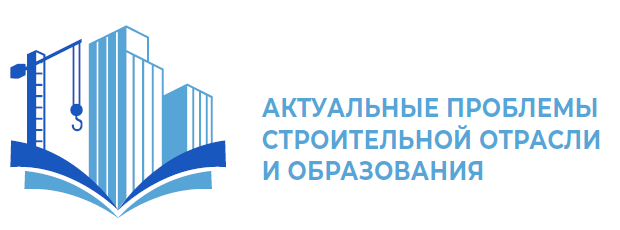 АКТУАЛЬНЫЕ ПРОБЛЕМЫ
СТРОИТЕЛЬНОЙ ОТРАСЛИ
И ОБРАЗОВАНИЯ